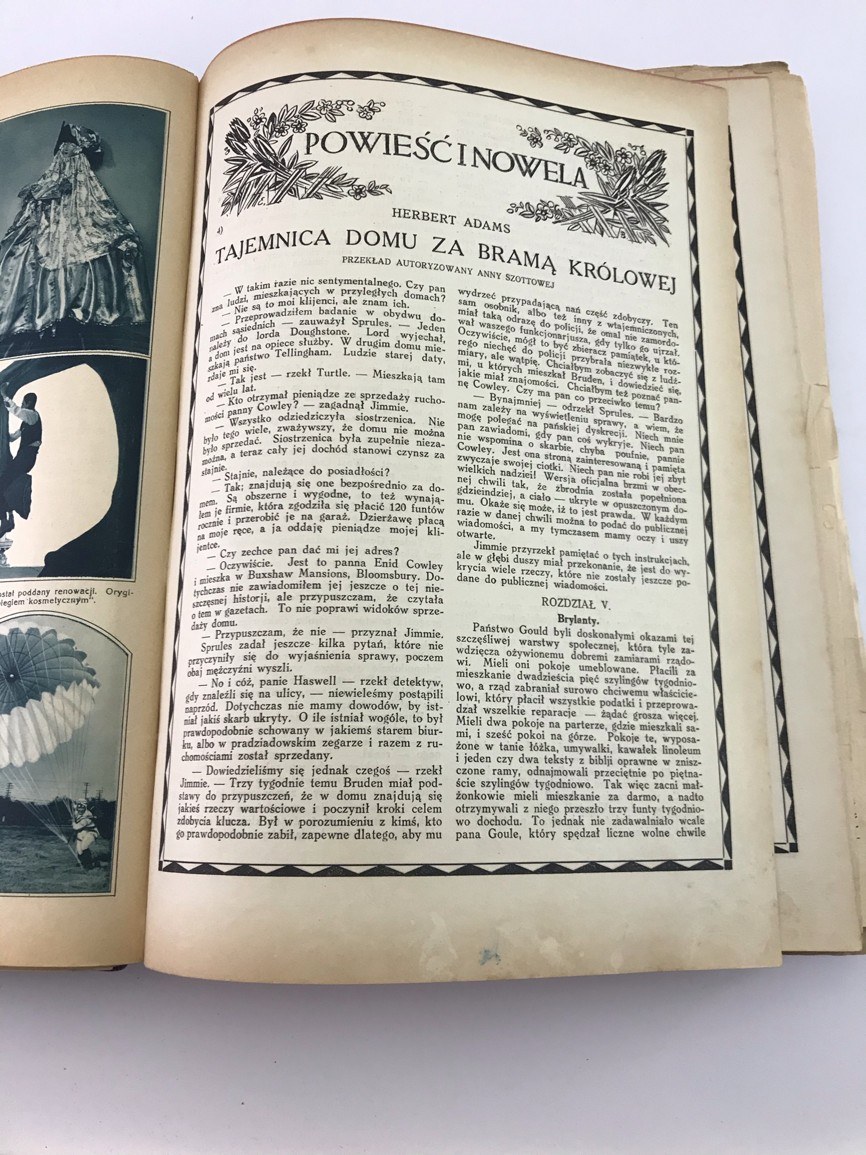 ostał poddany renowacji. Orygi-
olegiem kosmetycznym".
POWIEŚĆ I NOWELA
HERBERT ADAMS
4)
TAJEMNICA DOMU ZA BRAMĄ KRÓLOWEJ
PRZEKŁAD AUTORYZOWANY ANNY SZOTTOWEJ
— W takim razie nic sentymentalnego. Czy pan
zna ludzi, mieszkających w przyległych domach?
— Nie są to moi klijenci, ale znam ich.
— Przeprowadziłem badanie w obydwu do-
mach sąsiednich — zauważył Sprules. — Jeden
należy do lorda Doughstone. Lord wyjechał,
a dom jest na opiece służby. W drugim domu mie-
szkają państwo Tellingham. Ludzie starej daty,
zdaje mi się.
— Tak jest — rzekł Turtle. — Mieszkają tam
od wielu lat.
— Kto otrzymał pieniądze ze sprzedaży rucho-
mości panny Cowley? — zagadnął Jimmie.
— Wszystko odziedziczyła siostrzenica. Nie
było tego wiele, zważywszy, że domu nie można
było sprzedać. Siostrzenica była zupełnie nieza-
można, a teraz cały jej dochód stanowi czynsz za
stajnie.
— Stajnie, należące do posiadłości?
— Tak; znajdują się one bezpośrednio za do-
mem. Są obszerne i wygodne, to też wynają-
łem je firmie, która zgodziła się płacić 120 funtów
rocznie i przerobić je na garaż. Dzierżawę płacą
na moje ręce, a ja oddaję pieniądze mojej kli-
jentce.
— Czy zechce pan dać mi jej adres?
— Oczywiście. Jest to panna Enid Cowley
i mieszka w Buxshaw Mansions, Bloomsbury. Do-
tychczas nie zawiadomiłem jej jeszcze o tej nie-
szczęsnej historji, ale przypuszczam, że czytała
o tem w gazetach. To nie poprawi widoków sprze-
daży domu.
— Przypuszczam, że nie — przyznał Jimmie.
Sprules zadał jeszcze kilka pytań, które nie
przyczyniły się do wyjaśnienia sprawy, poczem
obaj mężczyźni wyszli.
— No i cóż, panie Haswell — rzekł detektyw,
gdy znaleźli się na ulicy, — niewieleśmy postąpili
naprzód. Dotychczas nie mamy dowodów, by ist-
niał jakiś skarb ukryty. O ile istniał wogóle, to był
prawdopodobnie schowany w jakiemś starem biur-
ku, albo w pradziadowskim zegarze i razem z ru-
chomościami został sprzedany.
— Dowiedzieliśmy się jednak czegoś — rzekł
Jimmie. — Trzy tygodnie temu Bruden miał pod-
stawy do przypuszczeń, że w domu znajdują się
jakieś rzeczy wartościowe i poczynił kroki celem
zdobycia klucza. Był w porozumieniu z kimś, kto
go prawdopodobnie zabił, zapewne dlatego, aby mu
wydrzeć przypadającą nań część zdobyczy. Ten
sam osobnik, albo też inny z wtajemniczonych,
miał taką odrazę do policji, że omal nie zamordo-
wał waszego funkcjonarjusza, gdy tylko go ujrzał.
Oczywiście, mógł to być zbieracz pamiątek, u któ-
rego niechęć do policji przybrała niezwykłe roz-
miary, ale wątpię. Chciałbym zobaczyć się z ludź-
mi, u których mieszkał Bruden, i dowiedzieć się,
jakie miał znajomości. Chciałbym też poznać pan-
nę Cowley. Czy ma pan co przeciwko temu?
— Bynajmniej — odrzekł Sprules. — Bardzo
nam zależy na wyświetleniu sprawy, a wiem, że
mogę polegać na pańskiej dyskrecji. Niech mnie
pan zawiadomi, gdy pan coś wykryje. Niech pan
nie wspomina o skarbie, chyba poufnie, pannie
Cowley. Jest ona stroną zainteresowaną i pamięta
zwyczaje swojej ciotki. Niech pan nie robi jej zbyt
wielkich nadziei! Wersja oficjalna brzmi w obec-
nej chwili tak, że zbrodnia została popełniona
gdzieindziej, a ciało — ukryte w opuszczonym do-
mu. Okaże się może, iż to jest prawda. W każdym
razie w danej chwili można to podać do publicznej
wiadomości, a my tymczasem mamy oczy i uszy
otwarte.
Jimmie przyrzekł pamiętać o tych instrukcjach,
ale w głębi duszy miał przekonanie, że jest do wy-
krycia wiele rzeczy, które nie zostały jeszcze po-
dane do publicznej wiadomości.
ROZDZIAŁ V.
Brylanty.
Państwo Gould byli doskonałymi okazami tej
szczęśliwej warstwy społecznej, która tyle za-
wdzięcza ożywionemu dobremi zamiarami rządo-
wi. Mieli oni pokoje umeblowane. Płacili za
mieszkanie dwadzieścia pięć szylingów tygodnio-
wo, a rząd zabraniał surowo chciwemu właścicie-
lowi, który płacił wszystkie podatki i przeprowa-
dzał wszelkie reparacje — żądać grosza więcej.
Mieli dwa pokoje na parterze, gdzie mieszkali sa-
mi, i sześć pokoi na górze. Pokoje te, wyposa-
żone w tanie łóżka, umywalki, kawałek linoleum
i jeden czy dwa teksty z biblji oprawne w znisz-
czone ramy, odnajmowali przeciętnie po piętna-
ście szylingów tygodniowo. Tak więc zacni mał-
żonkowie mieli mieszkanie za darmo, a nadto
otrzymywali z niego przeszło trzy funty tygodnio-
wo dochodu. To jednak nie zadawalniało wcale
pana Goule, który spędzał liczne wolne chwile